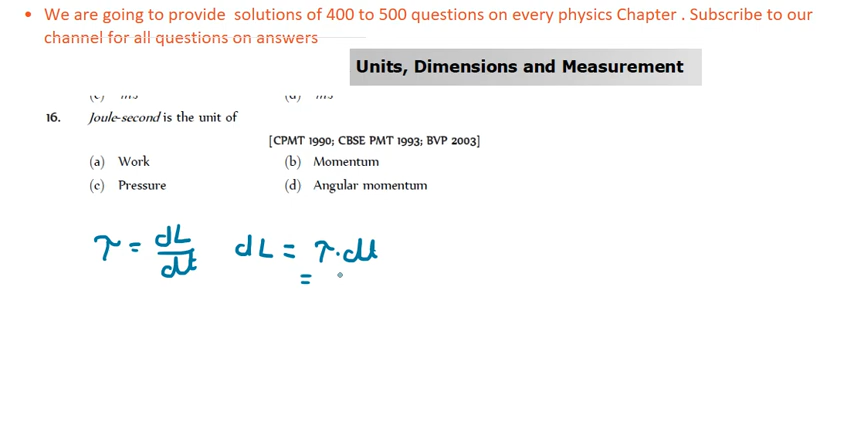 • We are going to provide solutions of 400 to 500 questions on every physics Chapter . Subscribe to our
channel for all questions on answers
Units, Dimensions and Measurement
16. Joule-second is the unit of
[CPMT 1990; CBSE PMT 1993; BVP 2003]
(a) Work (b) Momentum
(c) Pressure (d) Angular momentum
τ = dL/dt dL = τ.dt
=